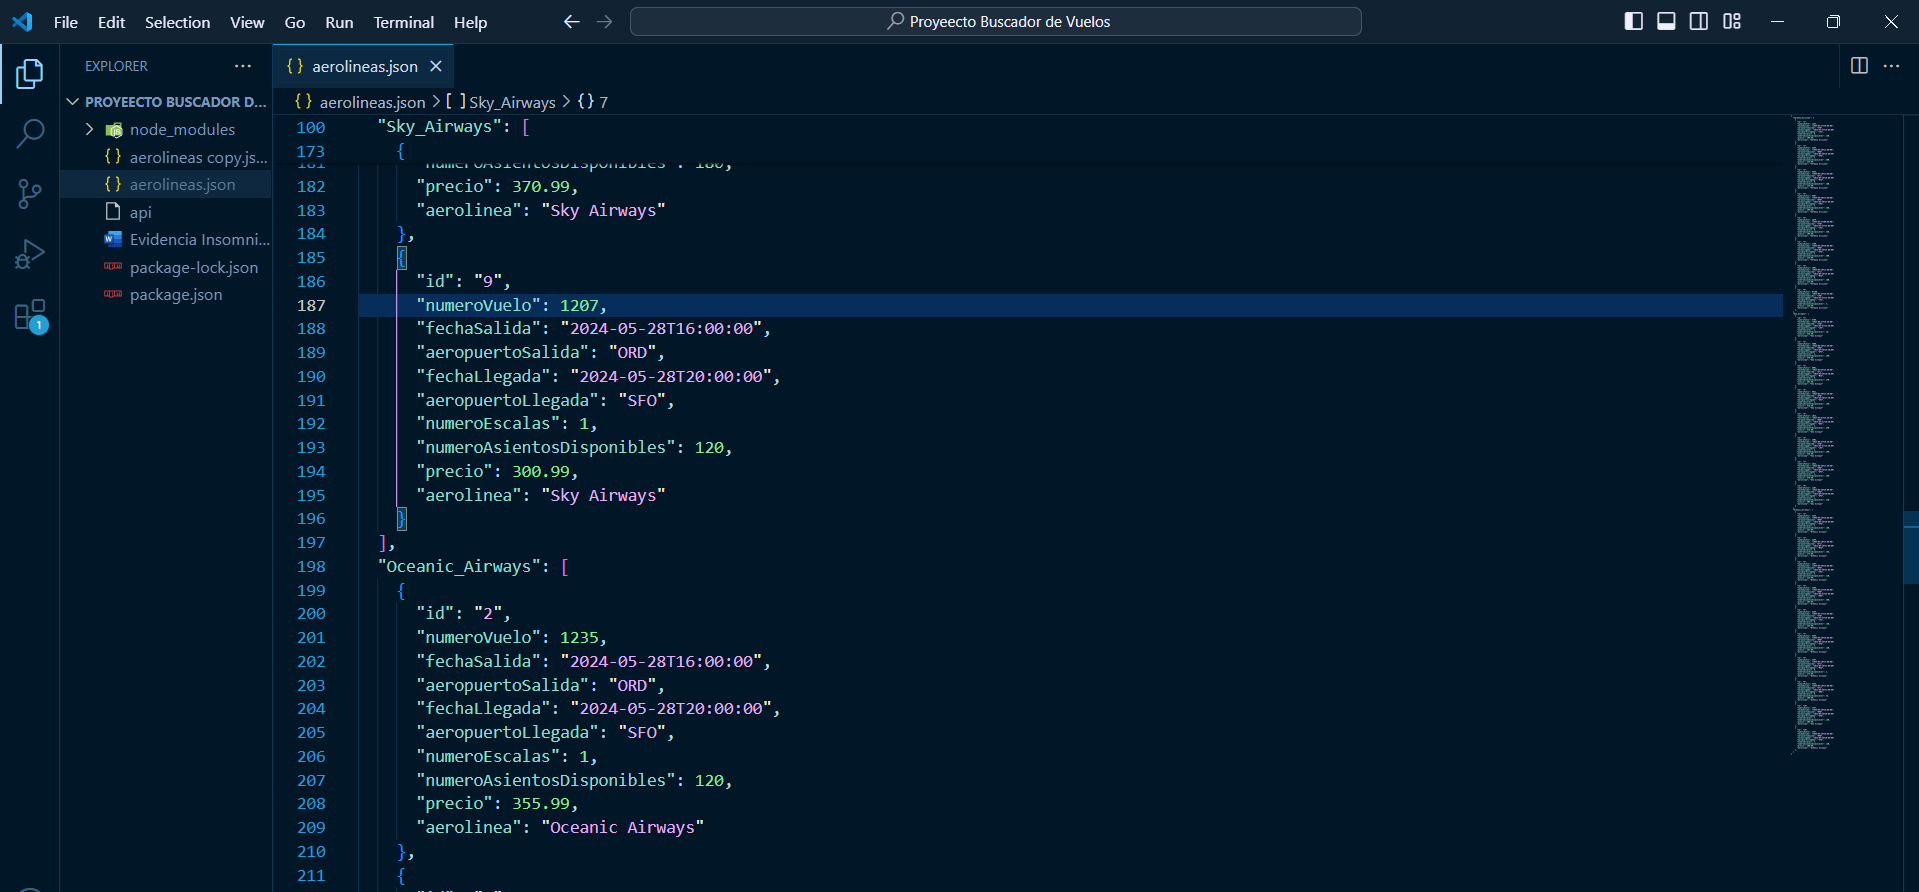 File Edit Selection View Go Run Terminal Help
Proyeecto Buscador de Vuelos
EXPLORER
PROYEECTO BUSCADOR D...
node_modules
aerolineas copy.js...
aerolineas.json
api
Evidencia Insomni...
package-lock.json
package.json
1
aerolineas.json
aerolineas.json > [ ] Sky_Airways > {} 7
100 "Sky_Airways": [
173 {
181 "numeroAsientosDisponibles": 180,
182 "precio": 370.99,
183 "aerolinea": "Sky Airways"
184 },
185 {
186 "id": "9",
187 "numeroVuelo": 1207,
188 "fechaSalida": "2024-05-28T16:00:00",
189 "aeropuertoSalida": "ORD",
190 "fechaLlegada": "2024-05-28T20:00:00",
191 "aeropuertoLlegada": "SFO",
192 "numeroEscalas": 1,
193 "numeroAsientosDisponibles": 120,
194 "precio": 300.99,
195 "aerolinea": "Sky Airways"
196 }
197 ],
198 "Oceanic_Airways": [
199 {
200 "id": "2",
201 "numeroVuelo": 1235,
202 "fechaSalida": "2024-05-28T16:00:00",
203 "aeropuertoSalida": "ORD",
204 "fechaLlegada": "2024-05-28T20:00:00",
205 "aeropuertoLlegada": "SFO",
206 "numeroEscalas": 1,
207 "numeroAsientosDisponibles": 120,
208 "precio": 355.99,
209 "aerolinea": "Oceanic Airways"
210 },
211 {